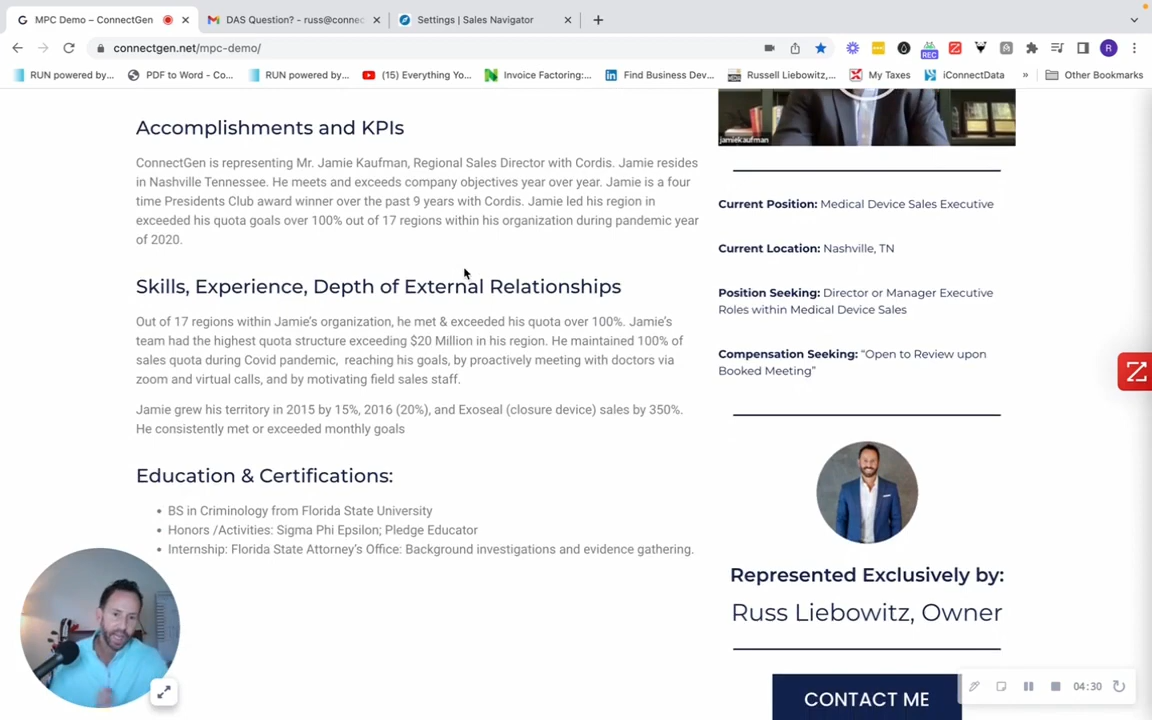 MPC Demo – ConnectGen
DAS Question? - russ@connec
Settings | Sales Navigator
connectgen.net/mpc-demo/
REC
R
RUN powered by...
PDF to Word - Co...
RUN powered by...
(15) Everything Yo...
Invoice Factoring:...
Find Business Dev...
Russell Liebowitz,...
My Taxes
iConnectData
»
Other Bookmarks
jamiekaufman
Accomplishments and KPIs
ConnectGen is representing Mr. Jamie Kaufman, Regional Sales Director with Cordis. Jamie resides
in Nashville Tennessee. He meets and exceeds company objectives year over year. Jamie is a four
time Presidents Club award winner over the past 9 years with Cordis. Jamie led his region in
exceeded his quota goals over 100% out of 17 regions within his organization during pandemic year
of 2020.
Skills, Experience, Depth of External Relationships
Out of 17 regions within Jamie’s organization, he met & exceeded his quota over 100%. Jamie’s
team had the highest quota structure exceeding $20 Million in his region. He maintained 100% of
sales quota during Covid pandemic, reaching his goals, by proactively meeting with doctors via
zoom and virtual calls, and by motivating field sales staff.
Jamie grew his territory in 2015 by 15%, 2016 (20%), and Exoseal (closure device) sales by 350%.
He consistently met or exceeded monthly goals
Education & Certifications:
• BS in Criminology from Florida State University
• Honors /Activities: Sigma Phi Epsilon; Pledge Educator
• Internship: Florida State Attorney’s Office: Background investigations and evidence gathering.
Current Position: Medical Device Sales Executive
Current Location: Nashville, TN
Position Seeking: Director or Manager Executive
Roles within Medical Device Sales
Compensation Seeking: “Open to Review upon
Booked Meeting”
Represented Exclusively by:
Russ Liebowitz, Owner
CONTACT ME
04:30